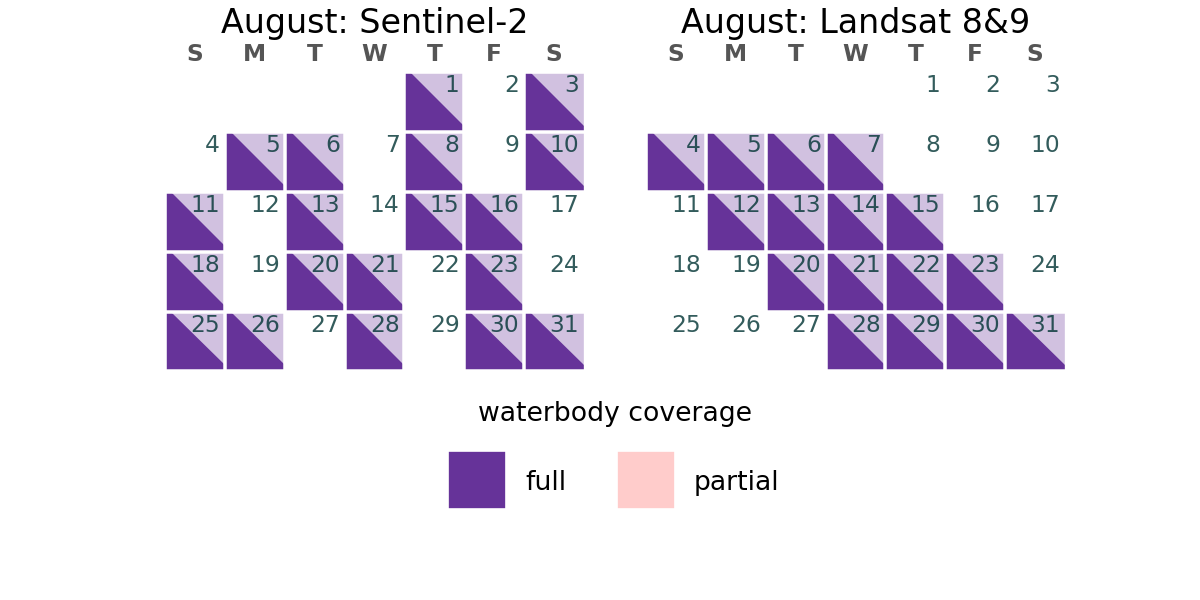 August: Sentinel-2
S M T W T F S
1 2 3
4 5 6 7 8 9 10
11 12 13 14 15 16 17
18 19 20 21 22 23 24
25 26 27 28 29 30 31
August: Landsat 8&9
S M T W T F S
1 2 3
4 5 6 7 8 9 10
11 12 13 14 15 16 17
18 19 20 21 22 23 24
25 26 27 28 29 30 31
waterbody coverage
full
partial